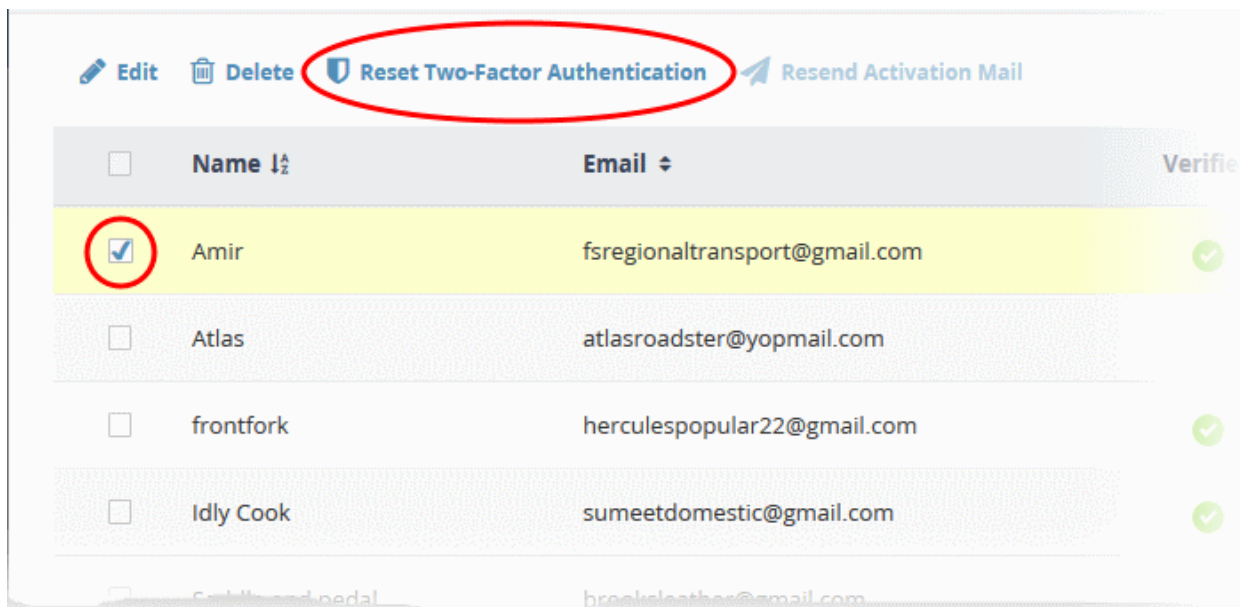 Edit Delete Reset Two-Factor Authentication Resend Activation Mail
Name Email
Amir fsregionaltransport@gmail.com
Atlas atlasroadster@yopmail.com
frontfork herculespopular22@gmail.com
Idly Cook sumeetdomestic@gmail.com